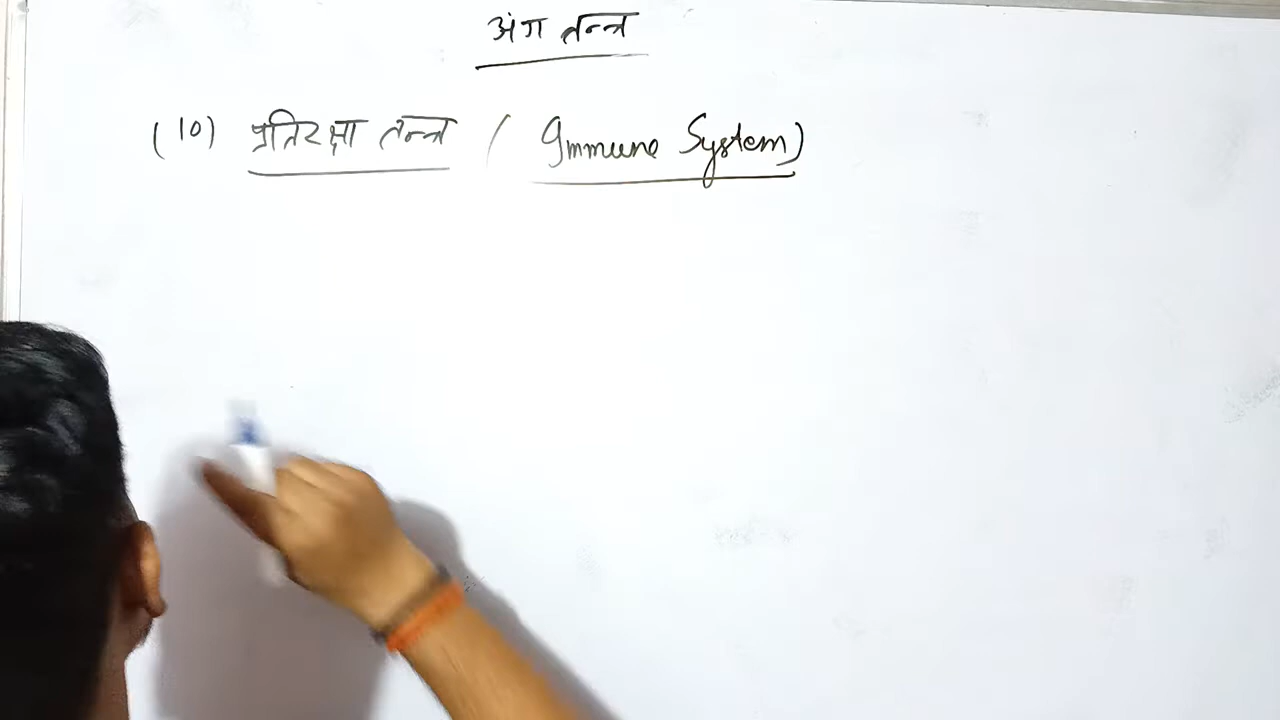 अंग तन्त्र
(10) प्रतिरक्षा तन्त्र ( Immune System)